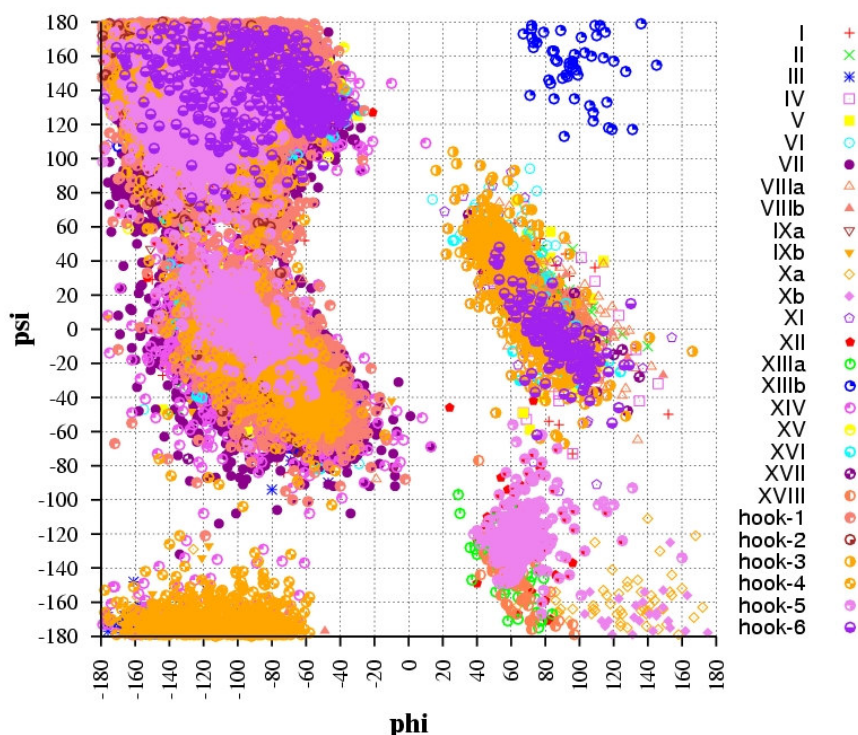 180
160
140
120
100
80
60
40
20
0
-20
-40
-60
-80
-100
-120
-140
-160
-180
psi
-180
-160
-140
-120
-100
-80
-60
-40
-20
0
20
40
60
80
100
120
140
160
180
phi
I
II
III
IV
V
VI
VII
VIIIa
VIIIb
IXa
IXb
Xa
Xb
XI
XII
XIIIa
XIIIb
XIV
XV
XVI
XVII
XVIII
hook-1
hook-2
hook-3
hook-4
hook-5
hook-6